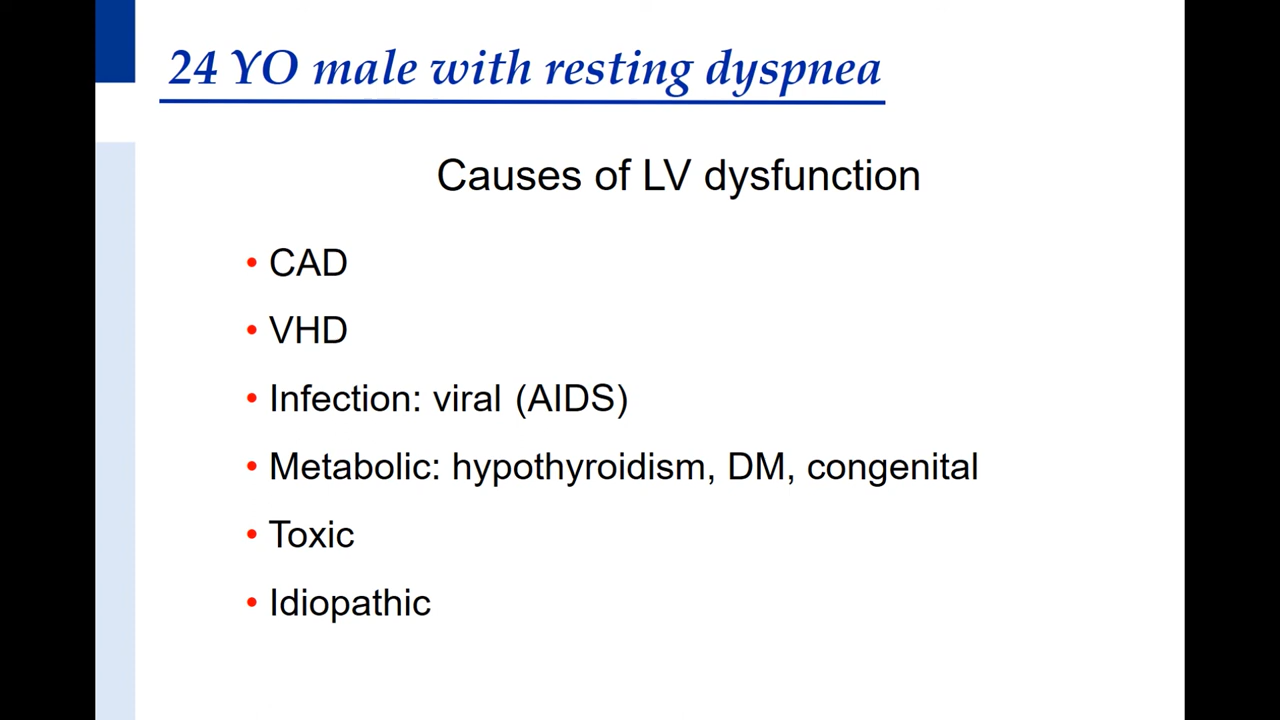 24 YO male with resting dyspnea
Causes of LV dysfunction
• CAD
• VHD
• Infection: viral (AIDS)
• Metabolic: hypothyroidism, DM, congenital
• Toxic
• Idiopathic